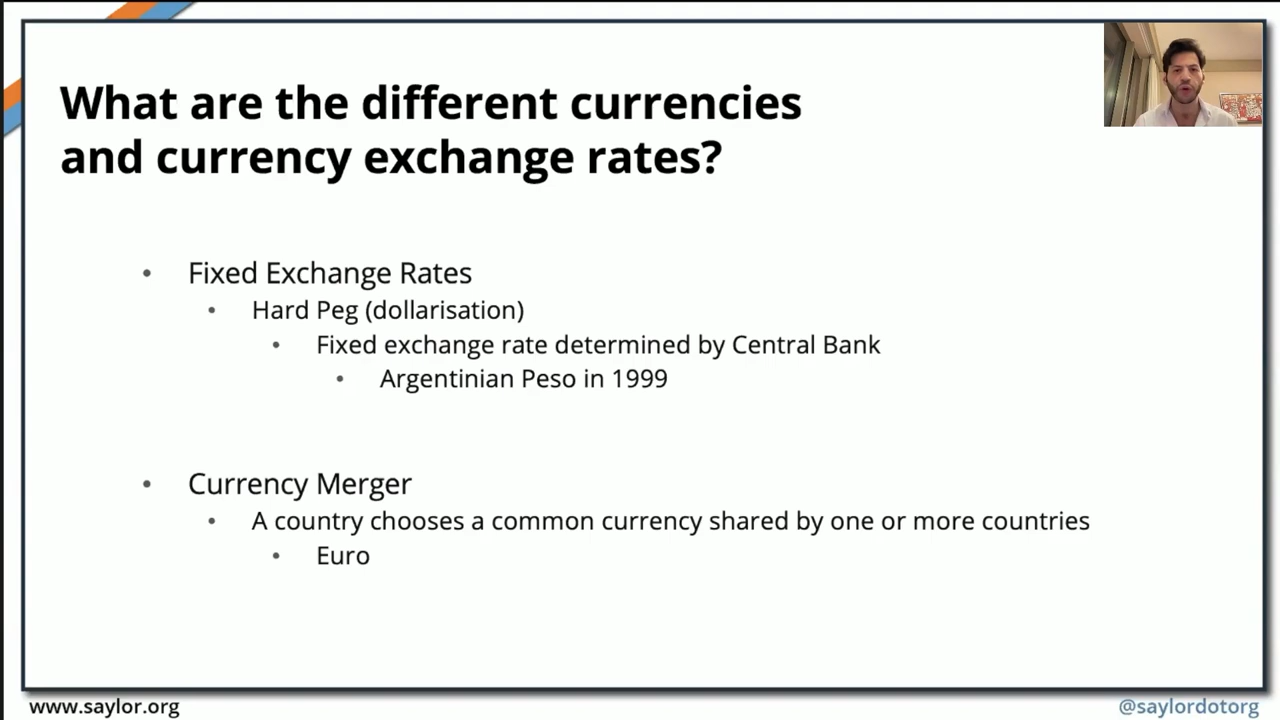 What are the different currencies
and currency exchange rates?
• Fixed Exchange Rates
• Hard Peg (dollarisation)
• Fixed exchange rate determined by Central Bank
• Argentinian Peso in 1999
• Currency Merger
• A country chooses a common currency shared by one or more countries
• Euro
www.saylor.org
@saylordotorg